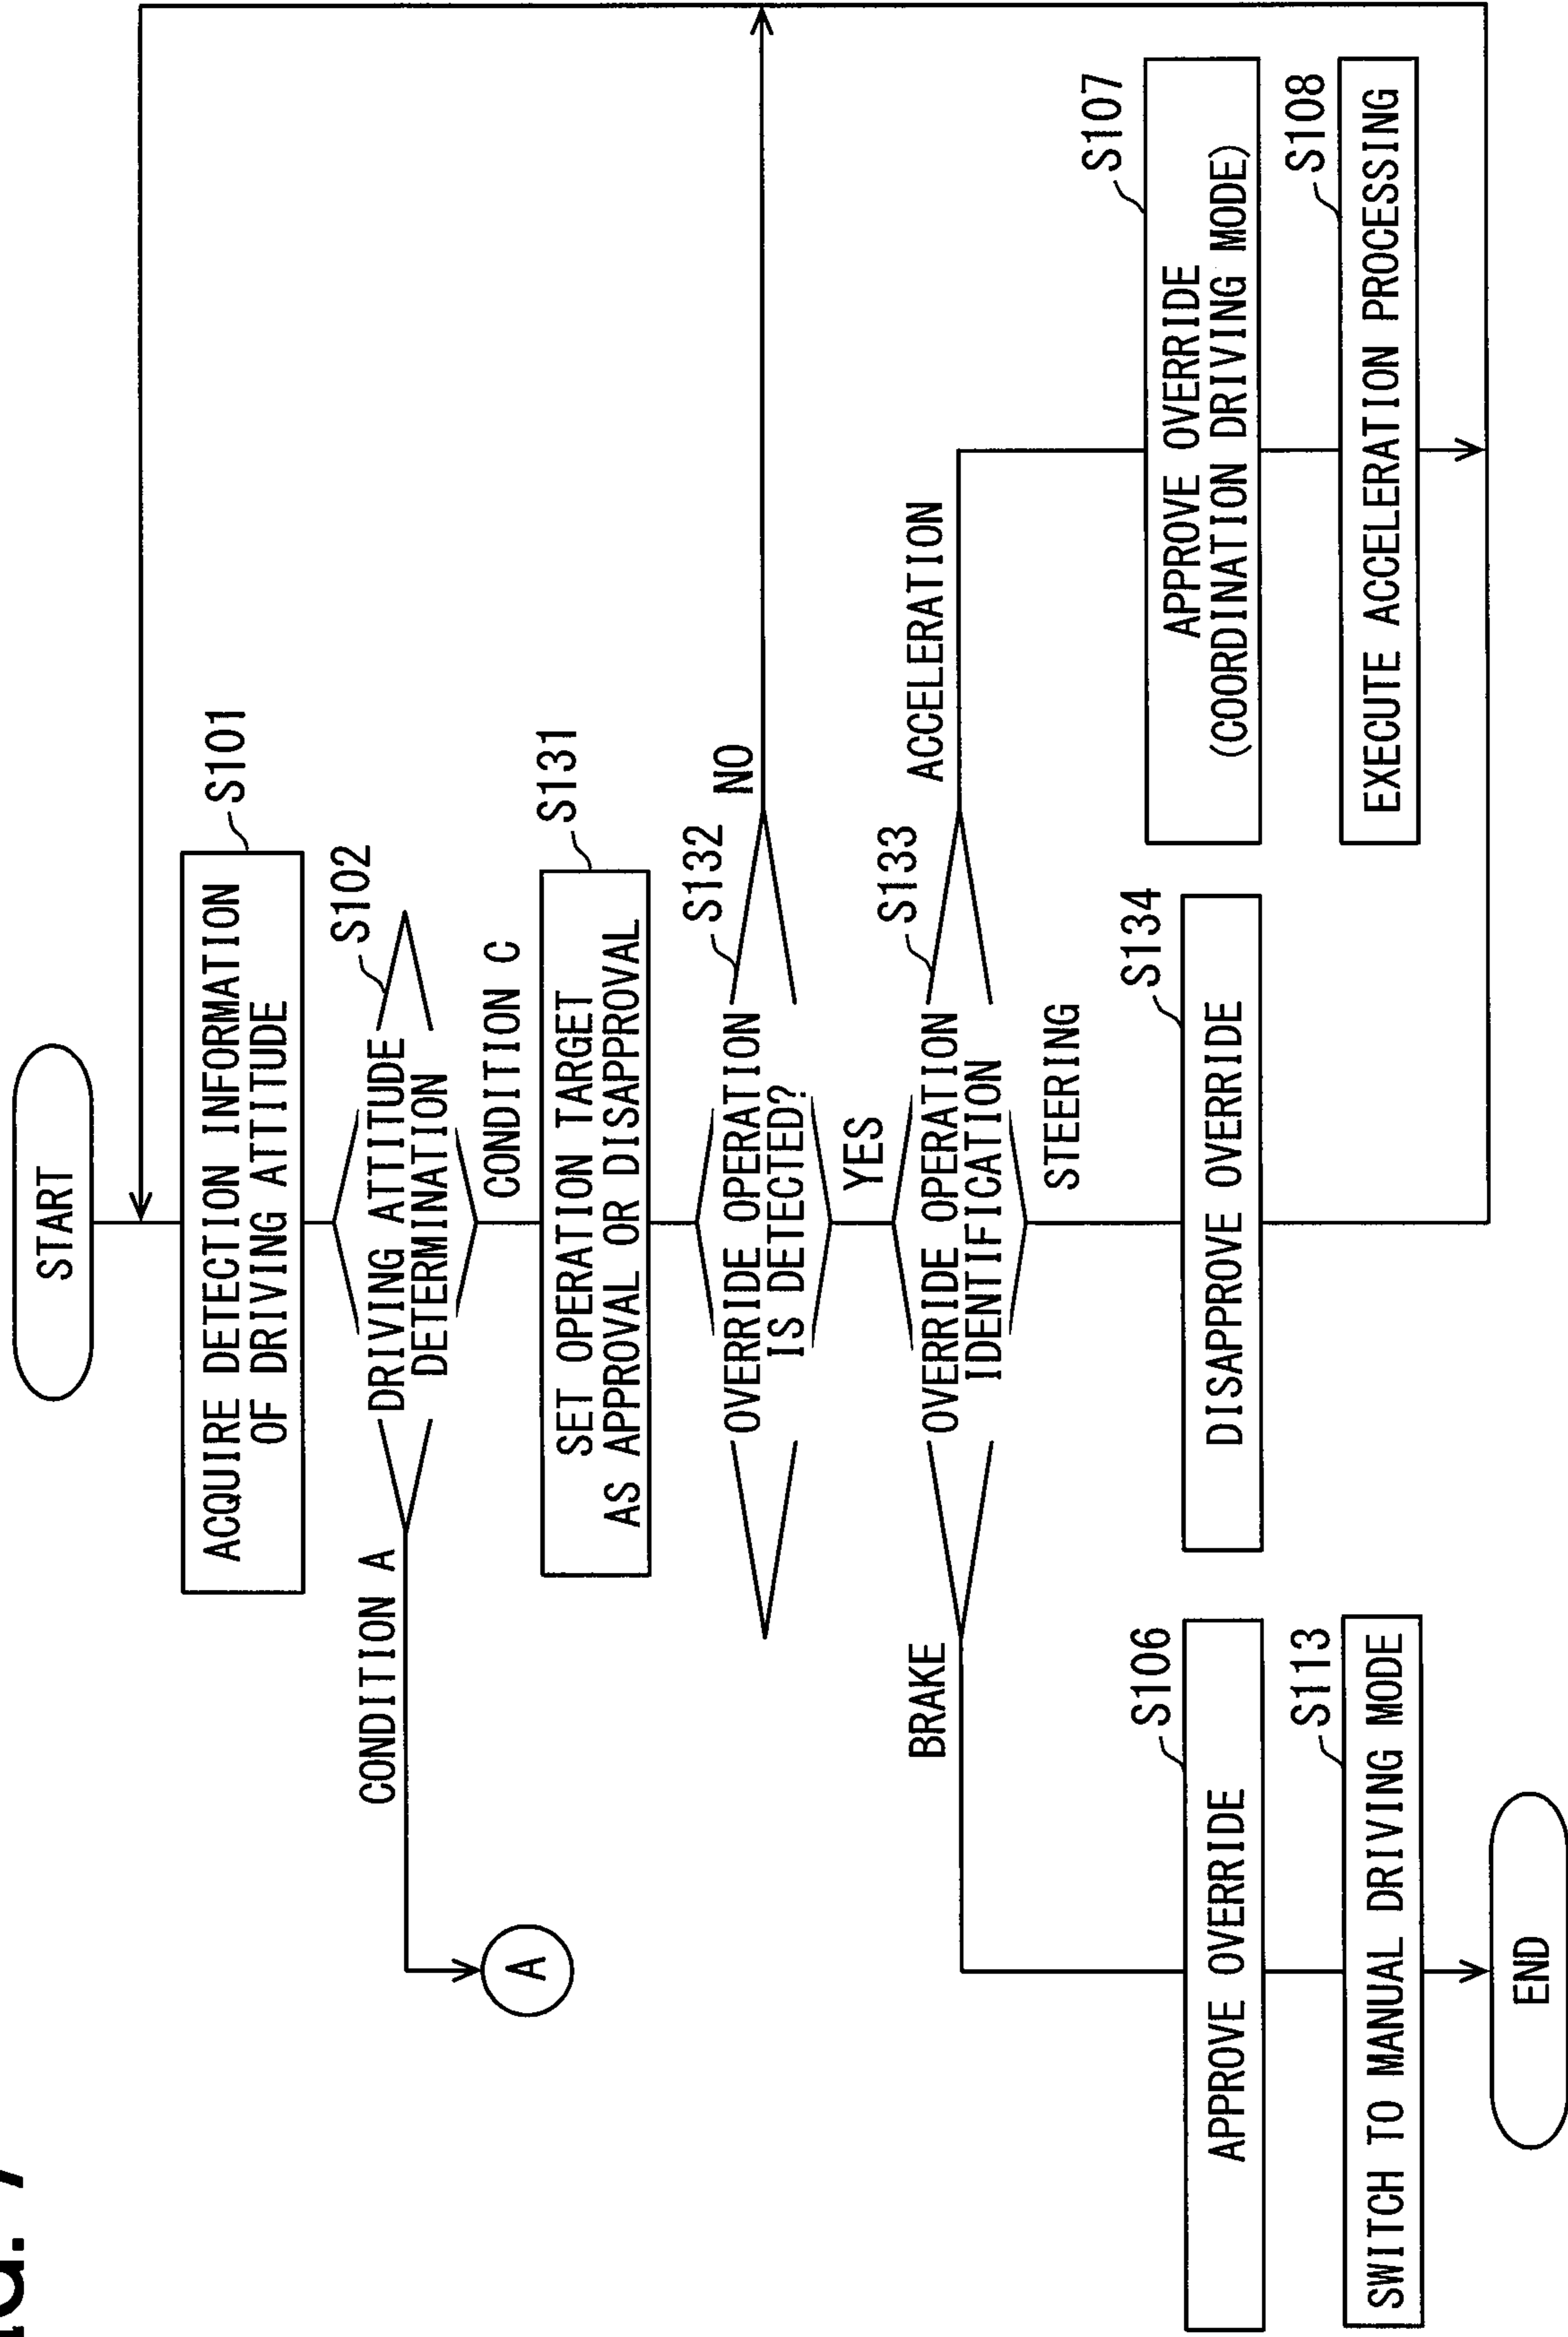 START
ACQUIRE DETECTION INFORMATION
OF DRIVING ATTITUDE
S101
DRIVING ATTITUDE
DETERMINATION
S102
CONDITION A
A
CONDITION C
SET OPERATION TARGET
AS APPROVAL OR DISAPPROVAL
S131
OVERRIDE OPERATION
IS DETECTED?
S132
NO
YES
OVERRIDE OPERATION
IDENTIFICATION
S133
BRAKE
STEERING
ACCELERATION
APPROVE OVERRIDE
S106
SWITCH TO MANUAL DRIVING MODE
S113
END
DISAPPROVE OVERRIDE
S134
APPROVE OVERRIDE
(COORDINATION DRIVING MODE)
S107
EXECUTE ACCELERATION PROCESSING
S108